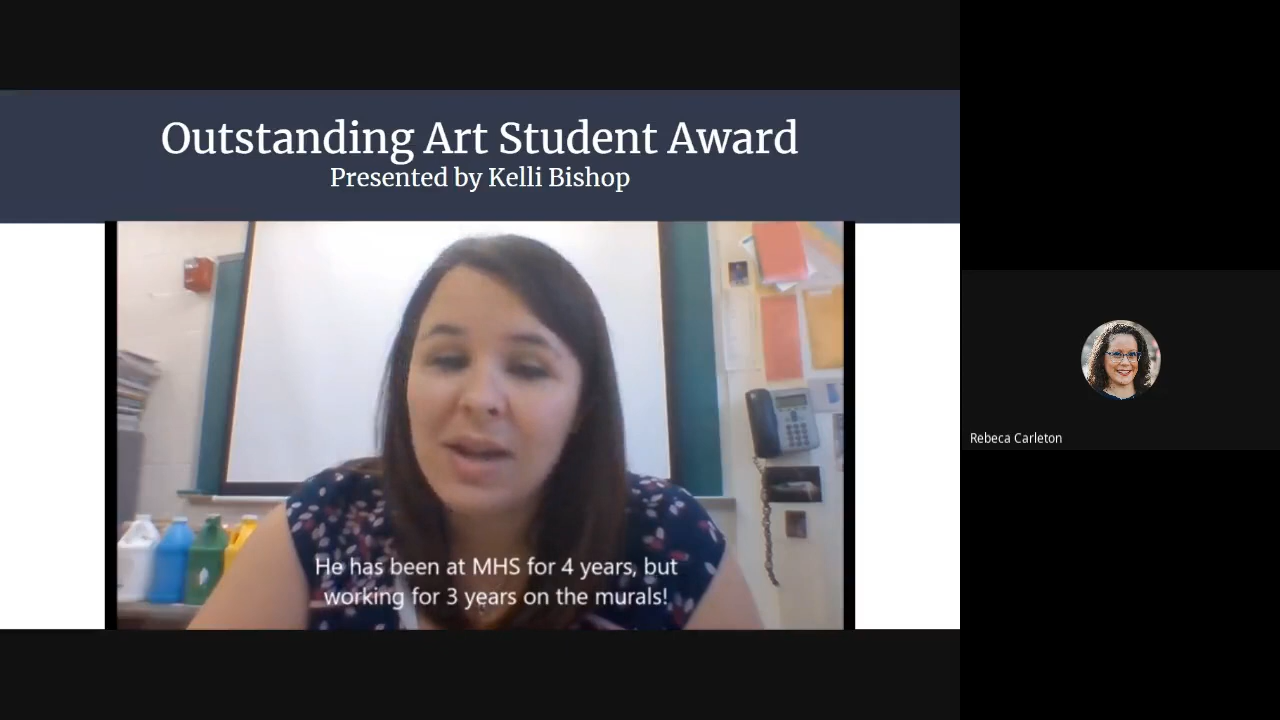 Outstanding Art Student Award
Presented by Kelli Bishop
He has been at MHS for 4 years, but
working for 3 years on the murals!
Rebeca Carleton